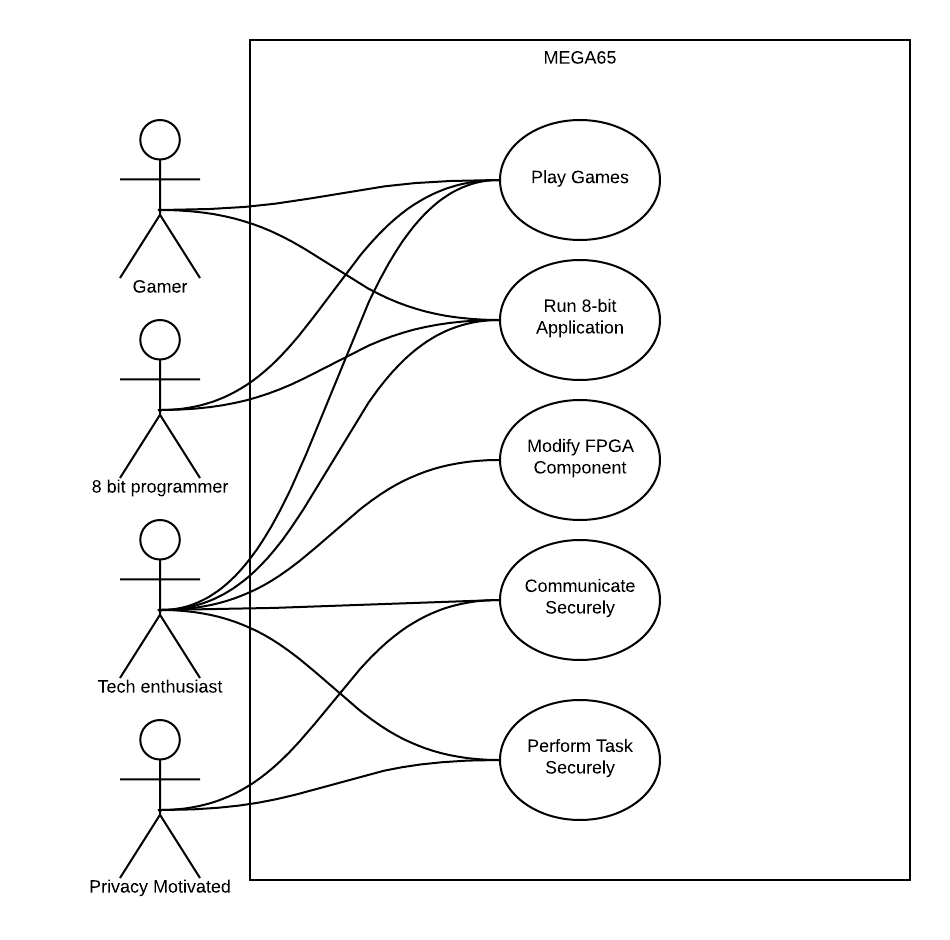 MEGA65
Play Games
Gamer
Run 8-bit
Application
Modify FPGA
Component
8 bit programmer
Communicate
Securely
Tech enthusiast
Perform Task
Securely
Privacy Motivated